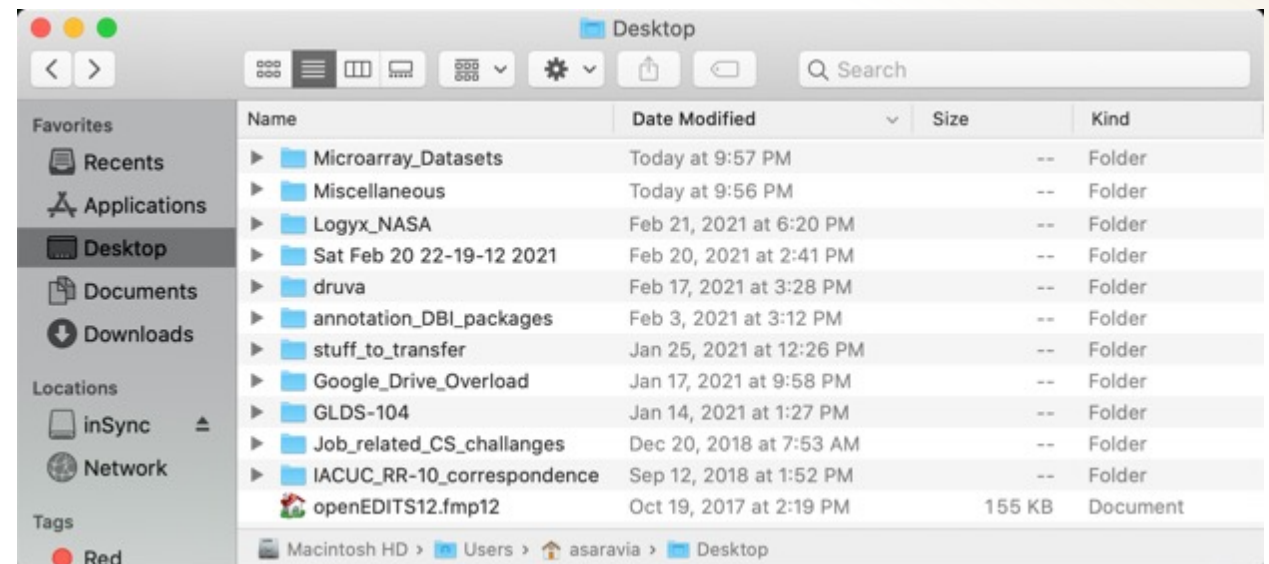 Desktop
Search
Favorites
Recents
Applications
Desktop
Documents
Downloads
Locations
inSync
Network
Tags
Red
Name Date Modified Size Kind
Microarray_Datasets Today at 9:57 PM -- Folder
Miscellaneous Today at 9:56 PM -- Folder
Logyx_NASA Feb 21, 2021 at 6:20 PM -- Folder
Sat Feb 20 22-19-12 2021 Feb 20, 2021 at 2:41 PM -- Folder
druva Feb 17, 2021 at 3:28 PM -- Folder
annotation_DBI_packages Feb 3, 2021 at 3:12 PM -- Folder
stuff_to_transfer Jan 25, 2021 at 12:26 PM -- Folder
Google_Drive_Overload Jan 17, 2021 at 9:58 PM -- Folder
GLDS-104 Jan 14, 2021 at 1:27 PM -- Folder
Job_related_CS_challanges Dec 20, 2018 at 7:53 AM -- Folder
IACUC_RR-10_correspondence Sep 12, 2018 at 1:52 PM -- Folder
openEDITS12.fmp12 Oct 19, 2017 at 2:19 PM 155 KB Document
Macintosh HD › Users › asaravia › Desktop